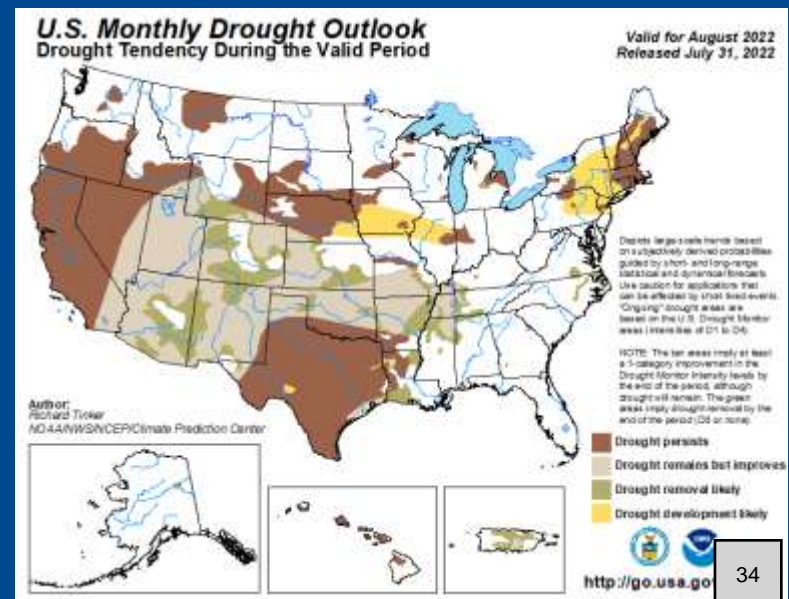 U.S. Monthly Drought Outlook
Drought Tendency During the Valid Period
Valid for August 2022
Released July 31, 2022
Depicts large-scale trends based
on subjectively derived probabilities
guided by short- and long-range
statistical and dynamical forecasts.
Use caution for applications that
can be affected by short lived events.
"Ongoing" drought areas are
based on the U.S. Drought Monitor
areas (intensities of D1 to D4).
NOTE: The tan areas imply at least
a 1-category improvement in the
Drought Monitor intensity levels by
the end of the period, although
drought will remain. The green
areas imply drought removal by the
end of the period (D0 or none).
Author:
Richard Tinker
NOAA/NWS/NCEP/Climate Prediction Center
Drought persists
Drought remains but improves
Drought removal likely
Drought development likely
http://go.usa.gov
34